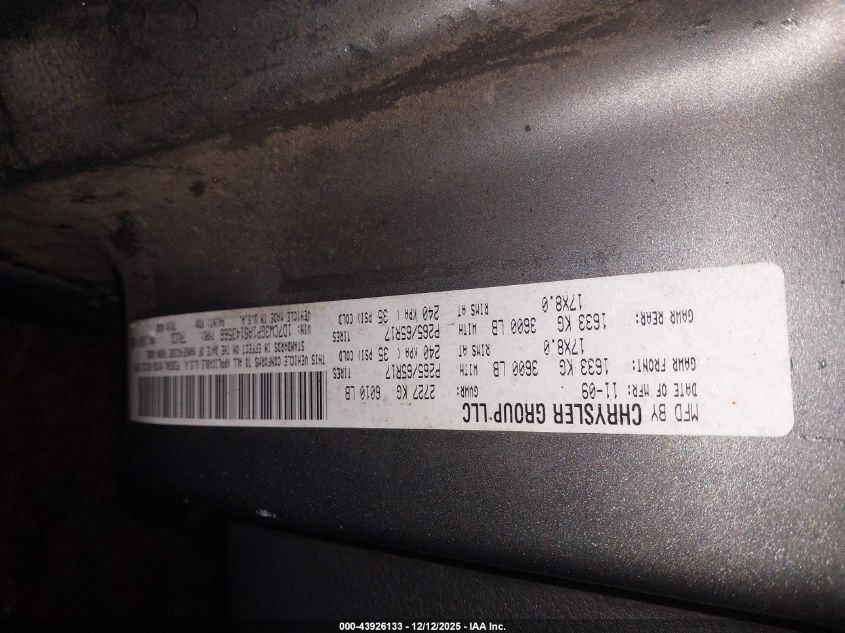 MFD BY CHRYSLER GROUP LLC
DATE OF MFR: 11-09 GVWR: 2727 KG 6010 LB
GAWR FRONT: 1633 KG 3600 LB WITH TIRES P265/65R17
17X8.0 RIMS AT 240 KPA ( 35 PSI) COLD
GAWR REAR: 1633 KG 3600 LB WITH TIRES P265/65R17
17X8.0 RIMS AT 240 KPA ( 35 PSI) COLD
THIS VEHICLE CONFORMS TO ALL APPLICABLE U.S.A. FEDERAL MOTOR
STANDARDS IN EFFECT ON THE DATE OF MANUFACTURE SHOWN ABOVE
TYPE: TRUCK
VEHICLE MADE IN U.S.A. PAINT:
000-43926133 - 12/12/2025 - IAA Inc.